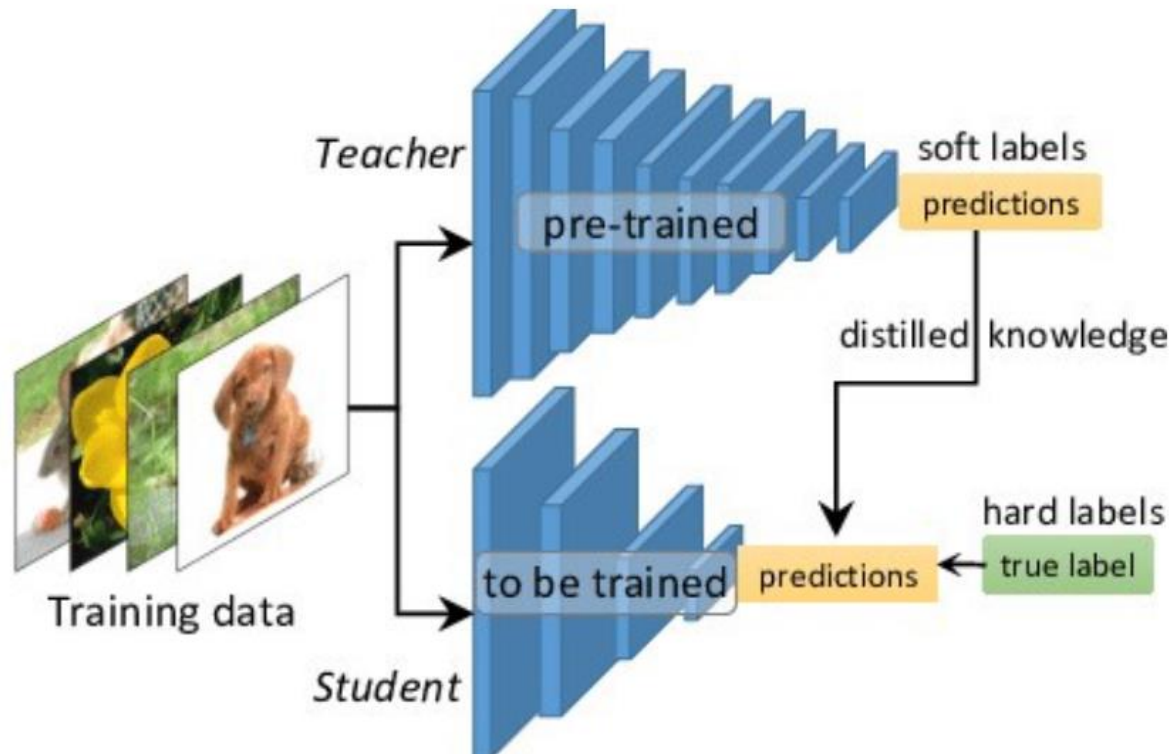 Teacher
pre-trained
soft labels
predictions
distilled knowledge
Training data
Student
to be trained
predictions
hard labels
true label